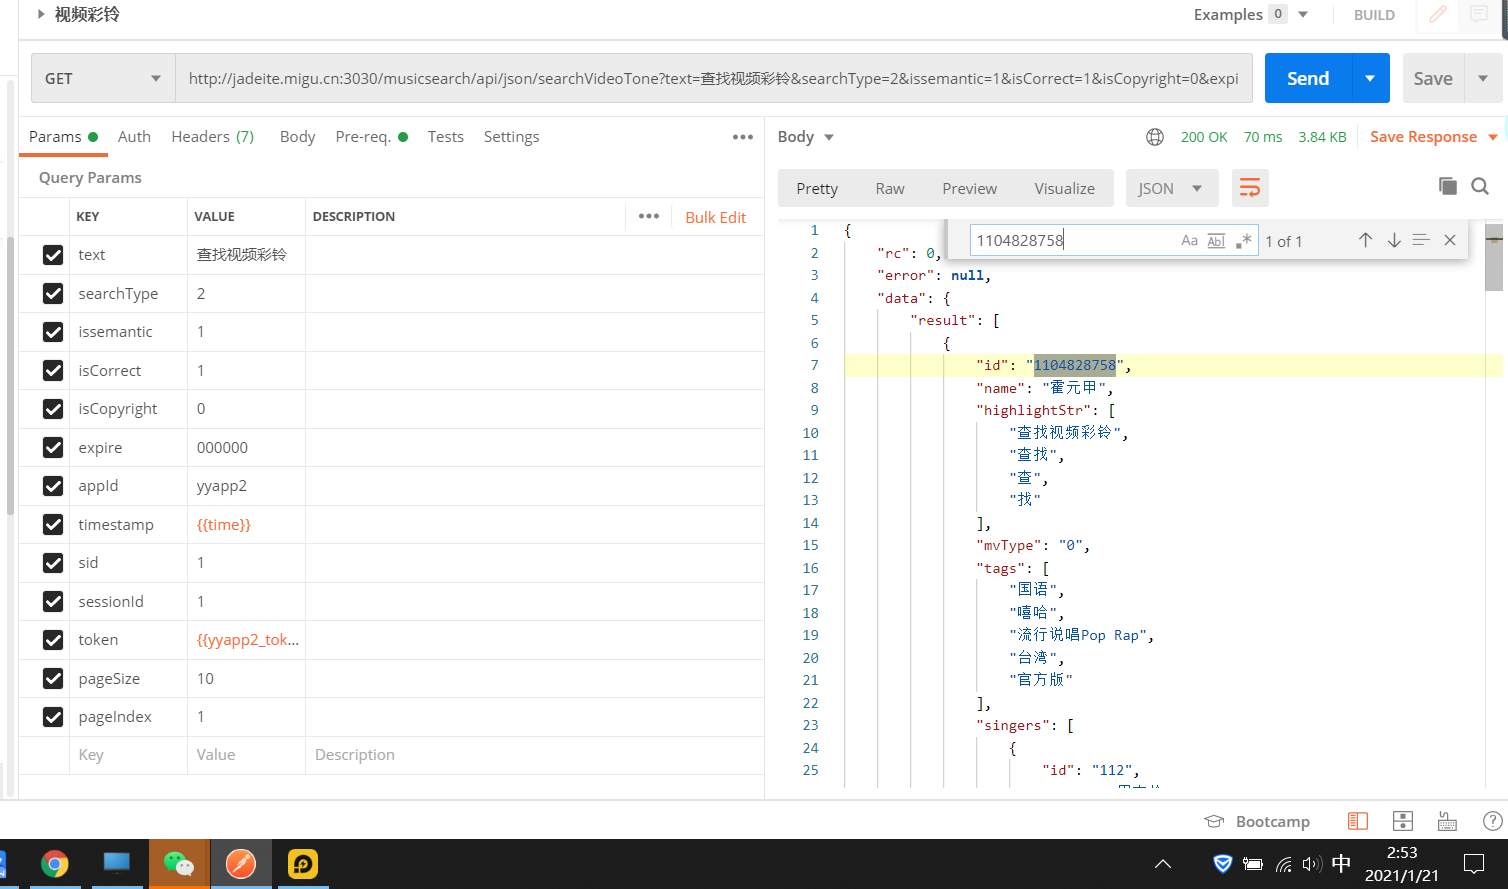 视频彩铃
Examples 0
BUILD
GET
http://jadeite.migu.cn:3030/musicsearch/api/json/searchVideoTone?text=查找视频彩铃&searchType=2&issemantic=1&isCorrect=1&isCopyright=0&expi
Send
Save
Params
Auth
Headers (7)
Body
Pre-req.
Tests
Settings
Query Params
KEY VALUE DESCRIPTION
Bulk Edit
text 查找视频彩铃
searchType 2
issemantic 1
isCorrect 1
isCopyright 0
expire 000000
appId yyapp2
timestamp {{time}}
sid 1
sessionId 1
token {{yyapp2_tok...
pageSize 10
pageIndex 1
Key Value Description
Body
200 OK 70 ms 3.84 KB
Save Response
Pretty Raw Preview Visualize
JSON
1104828758
Aa Abl .*
1 of 1
1 {
2 "rc": 0,
3 "error": null,
4 "data": {
5 "result": [
6 {
7 "id": "1104828758",
8 "name": "霍元甲",
9 "highlightStr": [
10 "查找视频彩铃",
11 "查找",
12 "查",
13 "找"
14 ],
15 "mvType": "0",
16 "tags": [
17 "国语",
18 "嘻哈",
19 "流行说唱Pop Rap",
20 "台湾",
21 "官方版"
22 ],
23 "singers": [
24 {
25 "id": "112",
Bootcamp
中
2:53
2021/1/21